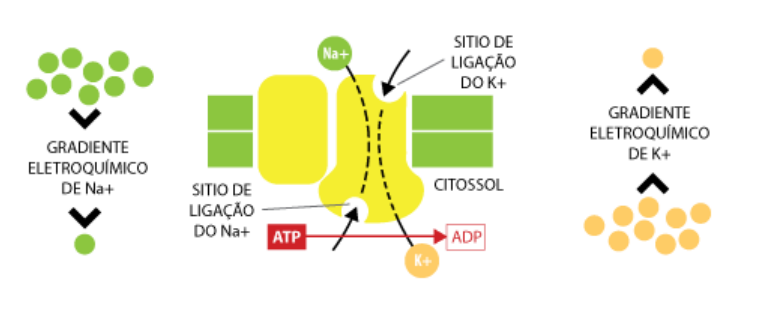 Na+
SITIO DE
LIGAÇÃO
DO K+
GRADIENTE
ELETROQUÍMICO
DE Na+
GRADIENTE
ELETROQUÍMICO
DE K+
CITOSSOL
SITIO DE
LIGAÇÃO
DO Na+
ATP
ADP
K+